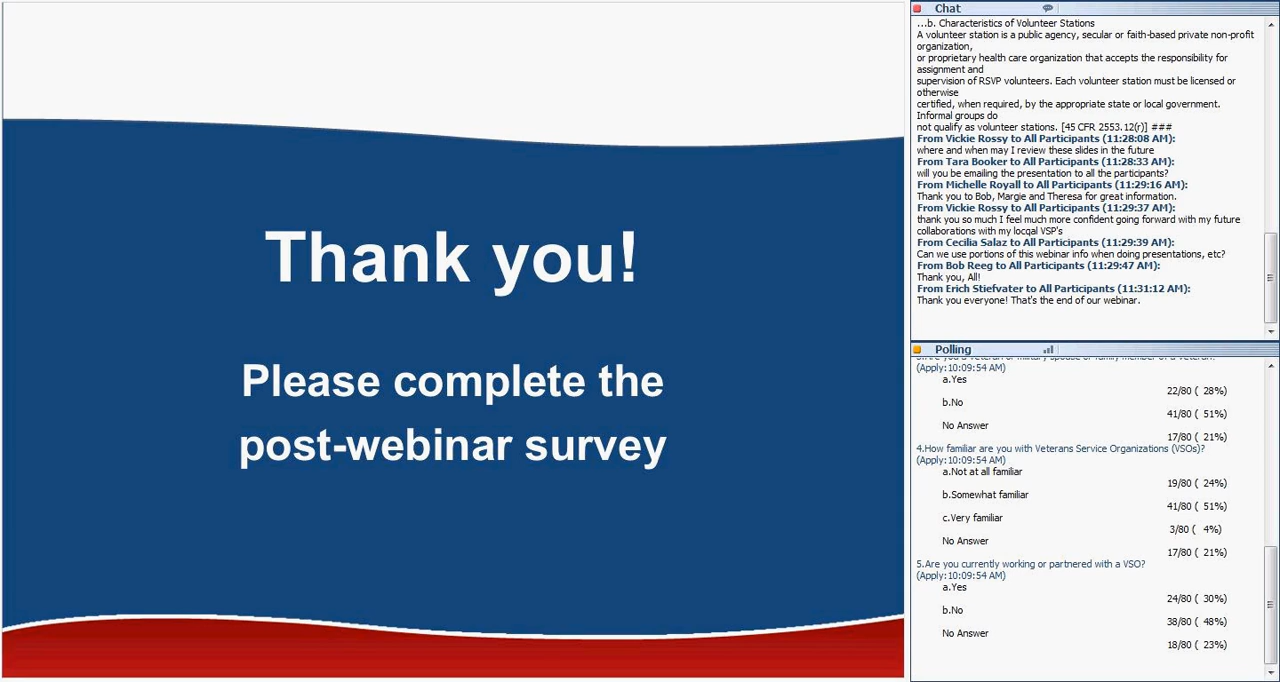 Thank you!
Please complete the
post-webinar survey
Chat
...b. Characteristics of Volunteer Stations
A volunteer station is a public agency, secular or faith-based private non-profit
organization,
or proprietary health care organization that accepts the responsibility for
assignment and
supervision of RSVP volunteers. Each volunteer station must be licensed or
otherwise
certified, when required, by the appropriate state or local government.
Informal groups do
not qualify as volunteer stations. [45 CFR 2553.12(r)] ###
From Vickie Rossy to All Participants (11:28:08 AM):
where and when may I review these slides in the future
From Tara Booker to All Participants (11:28:33 AM):
will you be emailing the presentation to all the participants?
From Michelle Royall to All Participants (11:29:16 AM):
Thank you to Bob, Margie and Theresa for great information.
From Vickie Rossy to All Participants (11:29:37 AM):
thank you so much I feel much more confident going forward with my future
collaborations with my locqal VSP's
From Cecilia Salaz to All Participants (11:29:39 AM):
Can we use portions of this webinar info when doing presentations, etc?
From Bob Reeg to All Participants (11:29:47 AM):
Thank you, All!
From Erich Stiefvater to All Participants (11:31:12 AM):
Thank you everyone! That's the end of our webinar.
Polling
3.Are you a veteran or military spouse or family member of a veteran?
(Apply:10:09:54 AM)
a.Yes
22/80 ( 28%)
b.No
41/80 ( 51%)
No Answer
17/80 ( 21%)
4.How familiar are you with Veterans Service Organizations (VSOs)?
(Apply:10:09:54 AM)
a.Not at all familiar
19/80 ( 24%)
b.Somewhat familiar
41/80 ( 51%)
c.Very familiar
3/80 ( 4%)
No Answer
17/80 ( 21%)
5.Are you currently working or partnered with a VSO?
(Apply:10:09:54 AM)
a.Yes
24/80 ( 30%)
b.No
38/80 ( 48%)
No Answer
18/80 ( 23%)